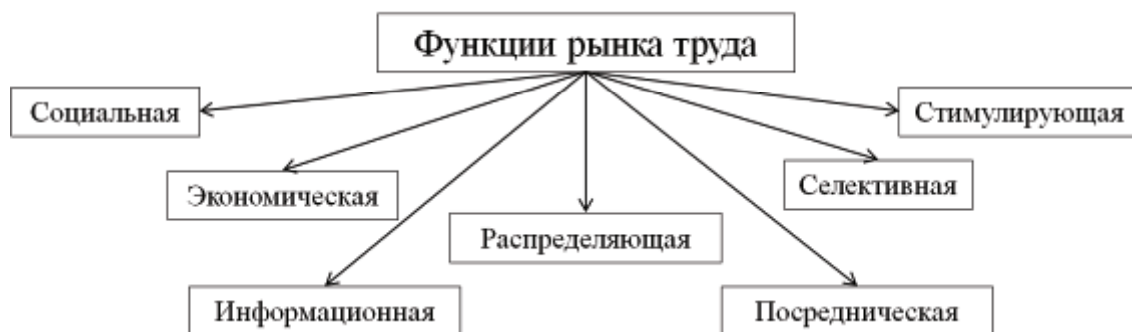 Функции рынка труда
Социальная
Стимулирующая
Экономическая
Селективная
Распределяющая
Информационная
Посредническая